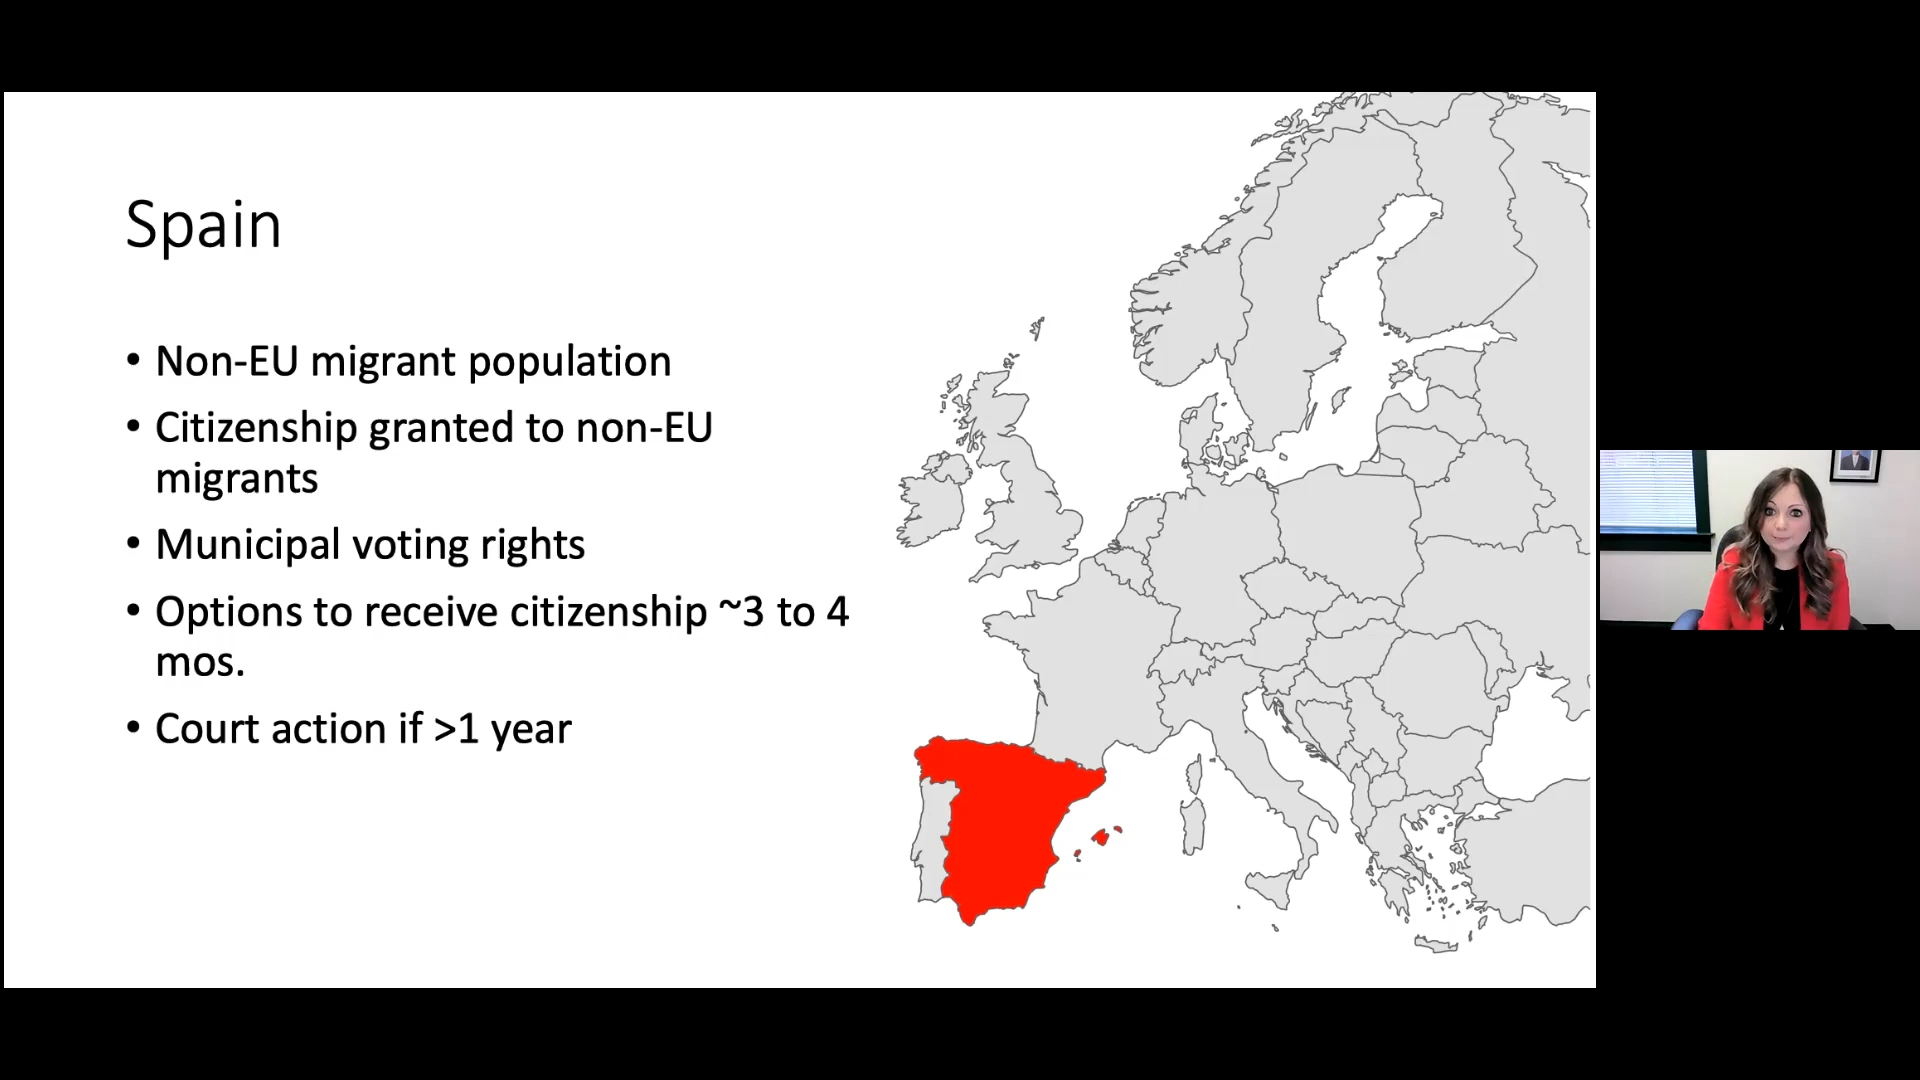 Spain
• Non-EU migrant population
• Citizenship granted to non-EU
migrants
• Municipal voting rights
• Options to receive citizenship ~3 to 4
mos.
• Court action if >1 year